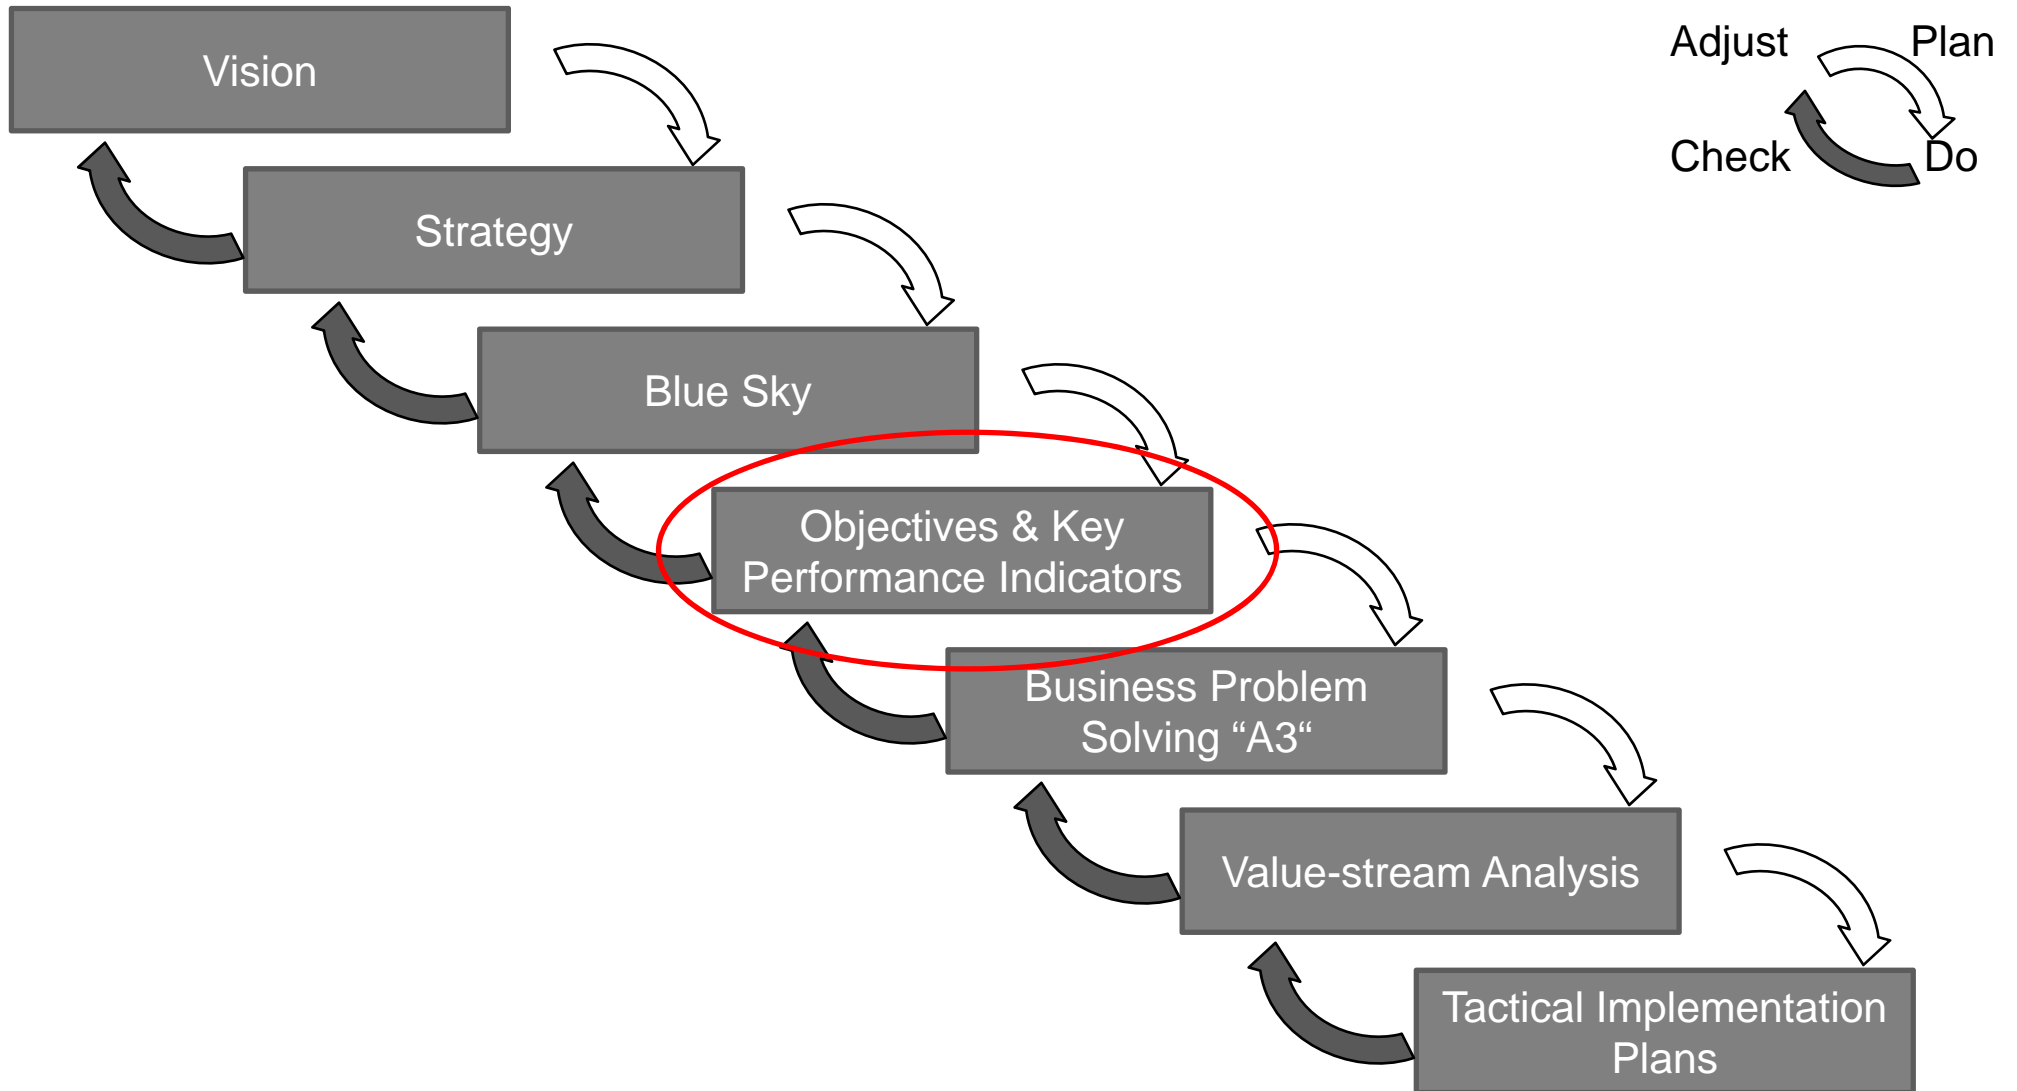 Vision
Adjust
Plan
Check
Do
Strategy
Blue Sky
Objectives & Key
Performance Indicators
Business Problem
Solving “A3“
Value-stream Analysis
Tactical Implementation
Plans